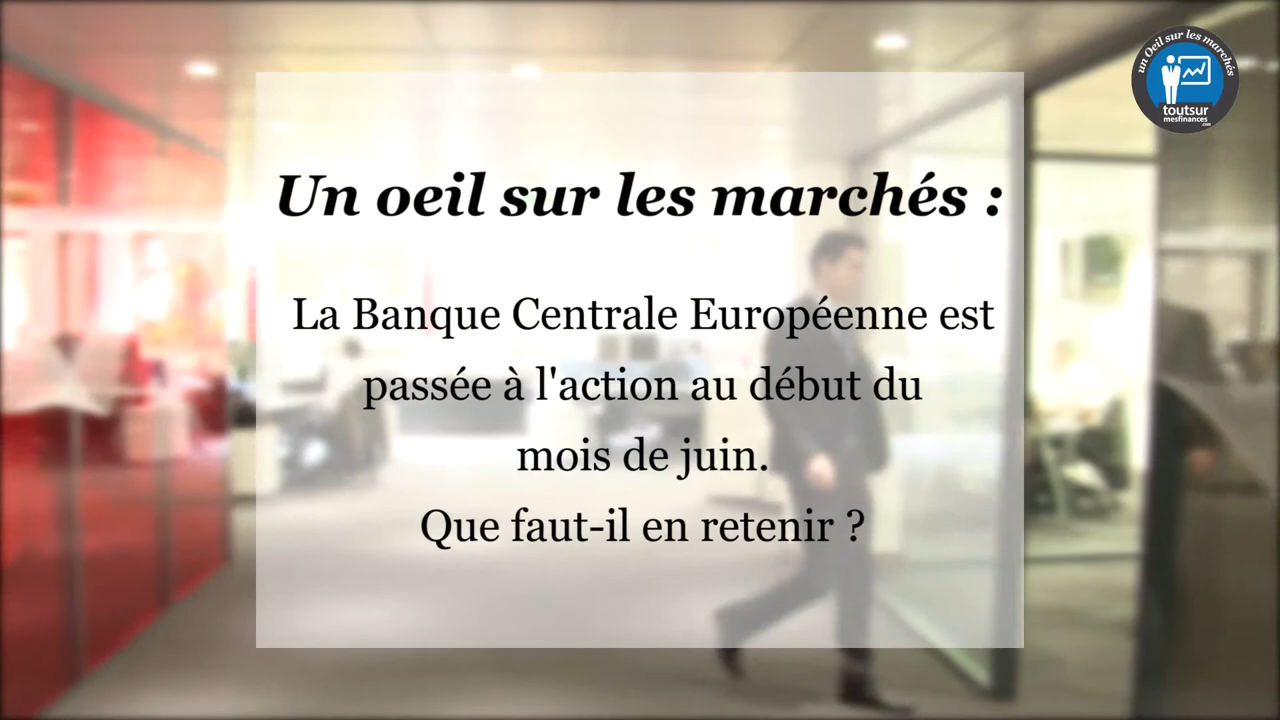 un Oeil sur les marchés
toutsur
mesfinances
.com
Un oeil sur les marchés :
La Banque Centrale Européenne est
passée à l'action au début du
mois de juin.
Que faut-il en retenir ?